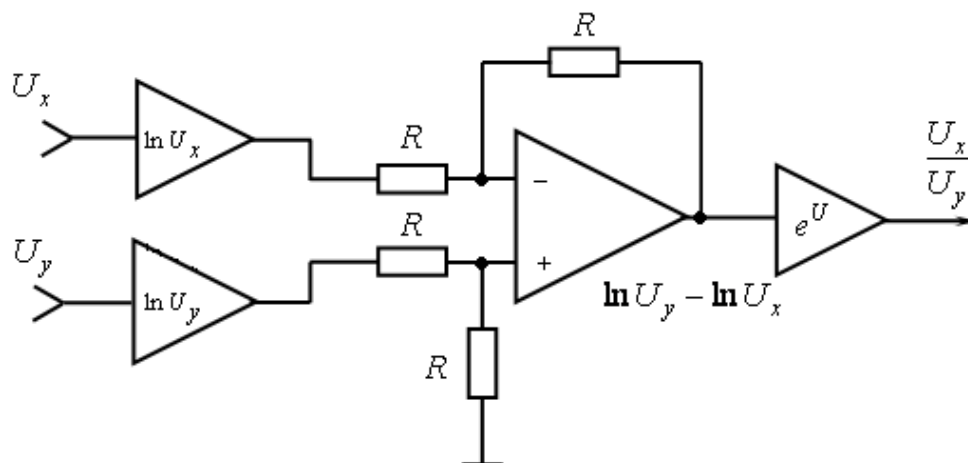 R
U_x
ln U_x
R
U_x
U_y
−
R
e^U
U_y
+
ln U_y
ln U_y − ln U_x
R